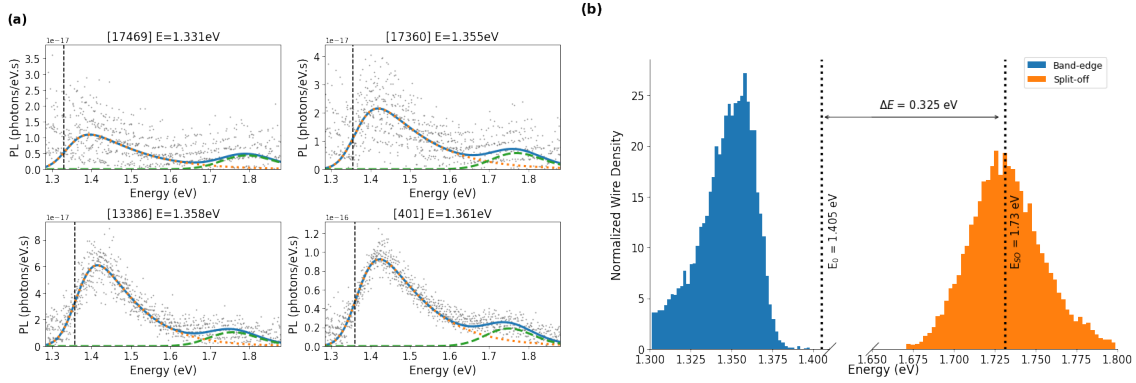 (a)
(b)
[17469] E=1.331eV
1e−17
PL (photons/eV.s)
3.5
3.0
2.5
2.0
1.5
1.0
0.5
0.0
1.3 1.4 1.5 1.6 1.7 1.8
Energy (eV)
[17360] E=1.355eV
1e−17
PL (photons/eV.s)
4
3
2
1
0
1.3 1.4 1.5 1.6 1.7 1.8
Energy (eV)
[13386] E=1.358eV
1e−17
PL (photons/eV.s)
8
6
4
2
0
1.3 1.4 1.5 1.6 1.7 1.8
Energy (eV)
[401] E=1.361eV
1e−16
PL (photons/eV.s)
1.2
1.0
0.8
0.6
0.4
0.2
0.0
1.3 1.4 1.5 1.6 1.7 1.8
Energy (eV)
Band-edge
Split-off
ΔE = 0.325 eV
E0 = 1.405 eV
ESO = 1.73 eV
Normalized Wire Density
25
20
15
10
5
0
1.300 1.325 1.350 1.375 1.400 1.650 1.675 1.700 1.725 1.750 1.775 1.800
Energy (eV)